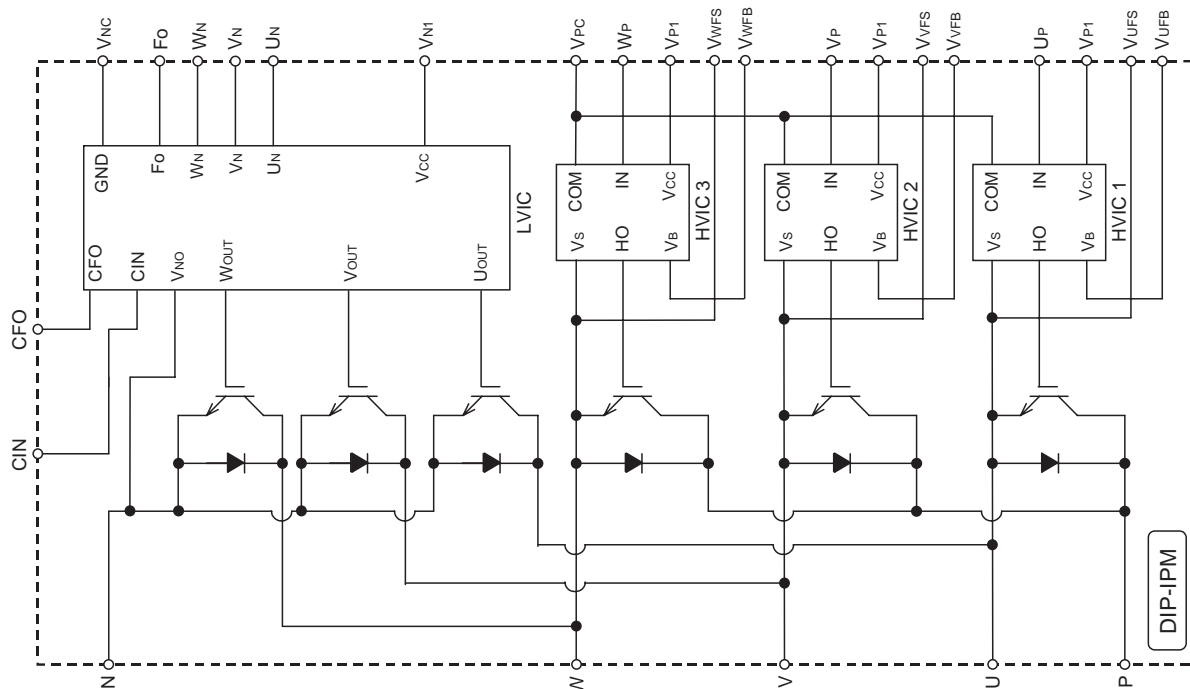 CFO
CIN
VNC
FO
WN
VN
UN
VN1
VPC
WP
VP1
VWFS
VWFB
VP
VP1
VVFS
VVFB
UP
VP1
VUFS
VUFB
GND
FO
WN
VN
UN
VCC
CFO
CIN
VNO
WOUT
VOUT
UOUT
LVIC
COM
IN
VCC
VS
HO
VB
HVIC 3
COM
IN
VCC
VS
HO
VB
HVIC 2
COM
IN
VCC
VS
HO
VB
HVIC 1
N
W
V
U
P
DIP-IPM